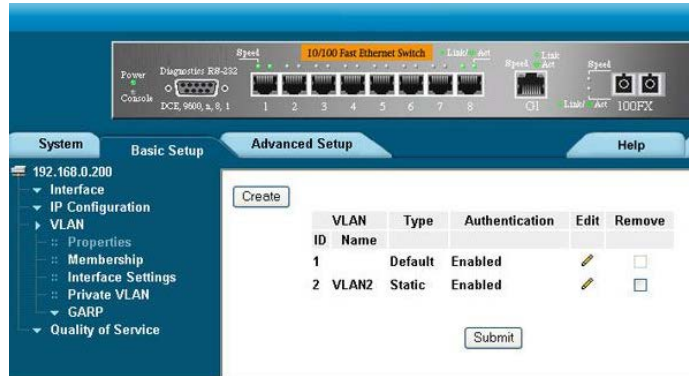 Speed 10/100 Fast Ethernet Switch Link/ Act
Power Diagnostics RS-232 Speed Link Act Speed
Console DCE, 9600, n, 8, 1 1 2 3 4 5 6 7 8 G1 Link/ Act 100FX
System Basic Setup Advanced Setup Help
192.168.0.200
Interface
IP Configuration
VLAN
Properties
Membership
Interface Settings
Private VLAN
GARP
Quality of Service
Create
VLAN Type Authentication Edit Remove
ID Name
1 Default Enabled
2 VLAN2 Static Enabled
Submit